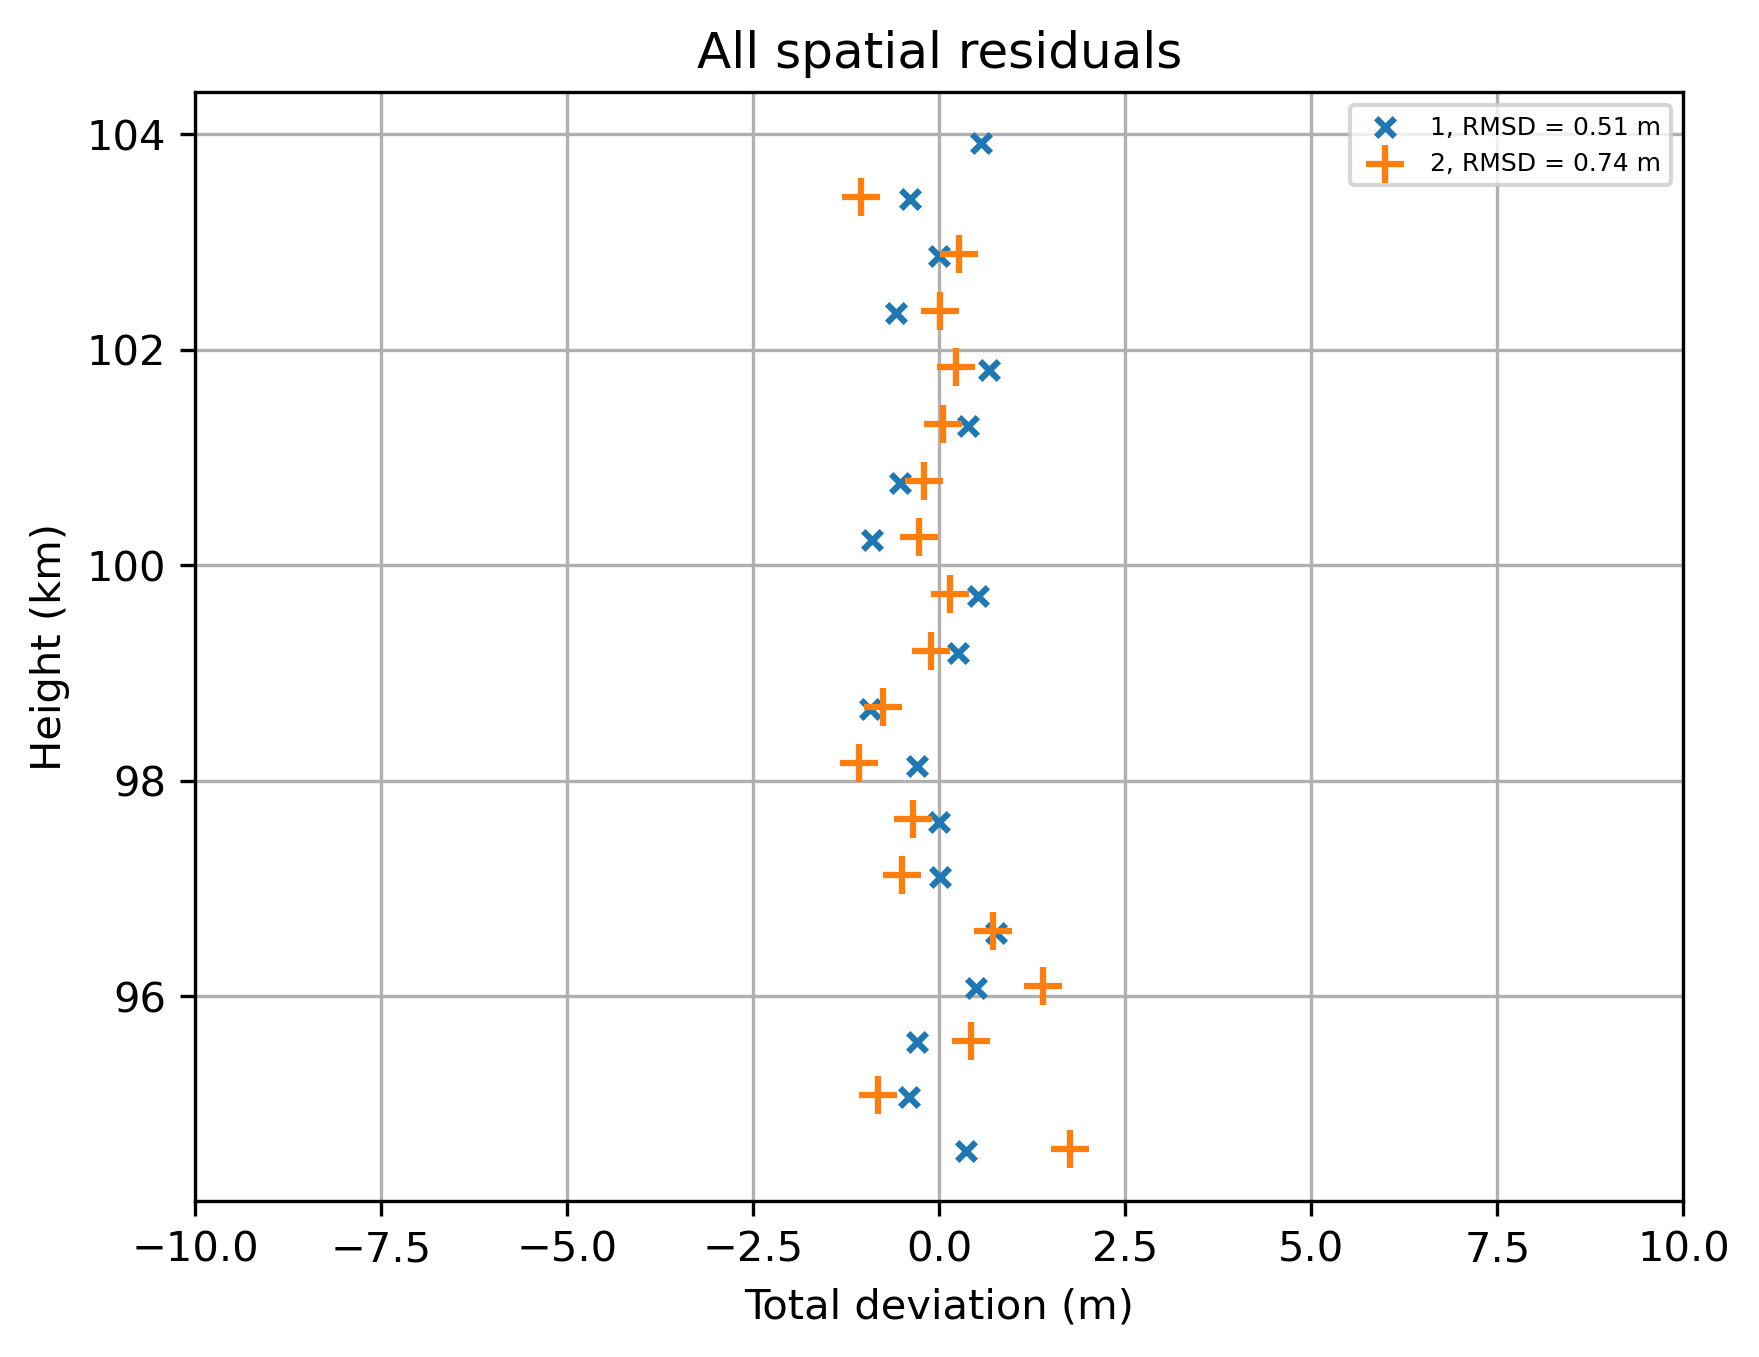 All spatial residuals
1, RMSD = 0.51 m
2, RMSD = 0.74 m
104
102
100
98
96
Height (km)
−10.0 −7.5 −5.0 −2.5 0.0 2.5 5.0 7.5 10.0
Total deviation (m)